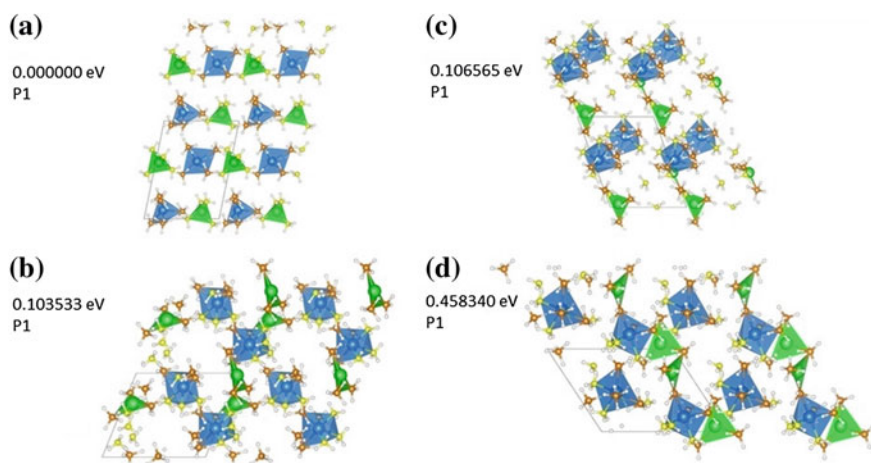 (a)
0.000000 eV
P1
(b)
0.103533 eV
P1
(c)
0.106565 eV
P1
(d)
0.458340 eV
P1